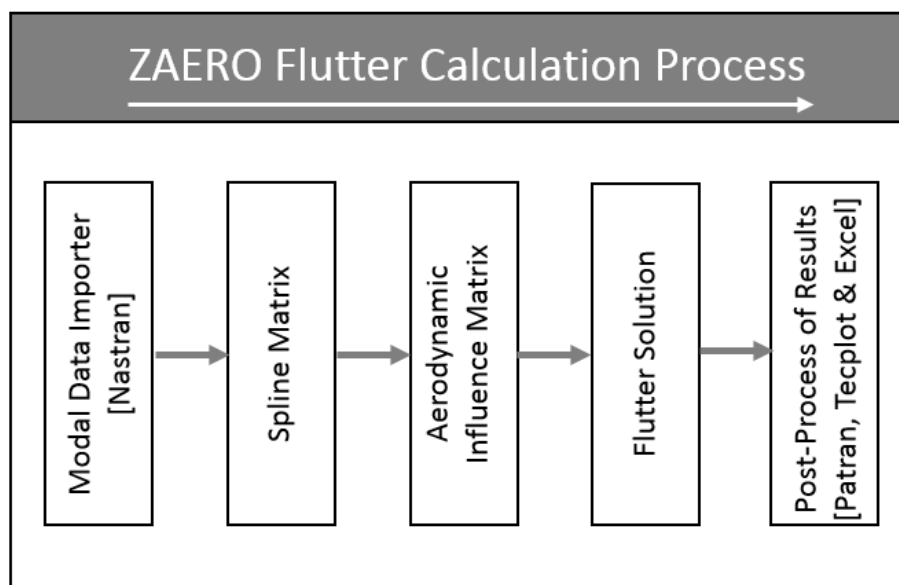 ZAERO Flutter Calculation Process
Modal Data Importer
[Nastran]
Spline Matrix
Aerodynamic
Influence Matrix
Flutter Solution
Post-Process of Results
[Patran, Tecplot & Excel]